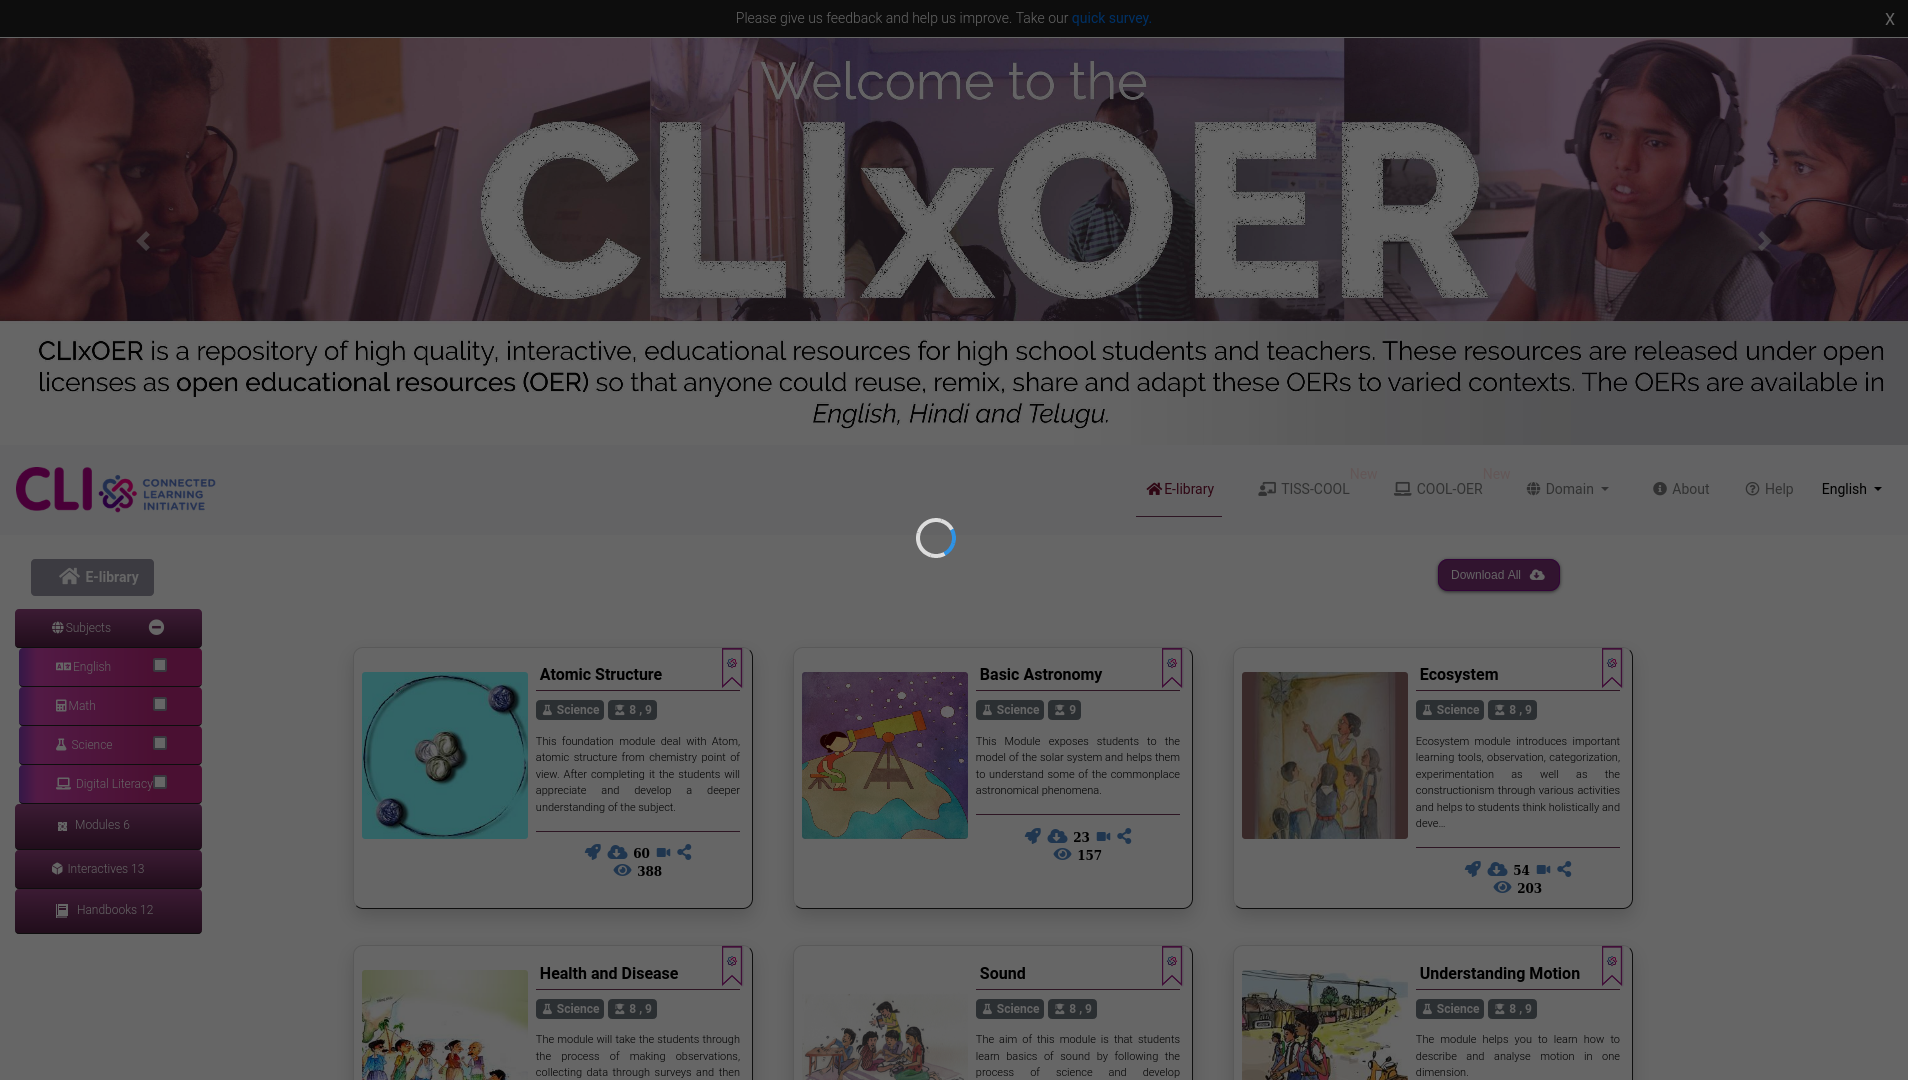 Please give us feedback and help us improve. Take our quick survey.
X
Welcome to the
CLIxOER
CLIxOER is a repository of high quality, interactive, educational resources for high school students and teachers. These resources are released under open
licenses as open educational resources (OER) so that anyone could reuse, remix, share and adapt these OERs to varied contexts. The OERs are available in
English, Hindi and Telugu.
CLI
CONNECTED
LEARNING
INITIATIVE
E-library
TISS-COOL
New
COOL-OER
New
Domain
About
Help
English
E-library
Download All
Subjects
English
Math
Science
Digital Literacy
Modules 6
Interactives 13
Handbooks 12
Atomic Structure
Science
8 , 9
This foundation module deal with Atom,
atomic structure from chemistry point of
view. After completing it the students will
appreciate and develop a deeper
understanding of the subject.
60
388
Basic Astronomy
Science
9
This Module exposes students to the
model of the solar system and helps them
to understand some of the commonplace
astronomical phenomena.
23
157
Ecosystem
Science
8 , 9
Ecosystem module introduces important
learning tools, observation, categorization,
experimentation as well as the
constructionism through various activities
and helps to students think holistically and
deve...
54
203
Health and Disease
Science
8 , 9
The module will take the students through
the process of making observations,
collecting data through surveys and then
Sound
Science
8 , 9
The aim of this module is that students
learn basics of sound by following the
process of science and develop
Understanding Motion
Science
8 , 9
The module helps you to learn how to
describe and analyse motion in one
dimension.